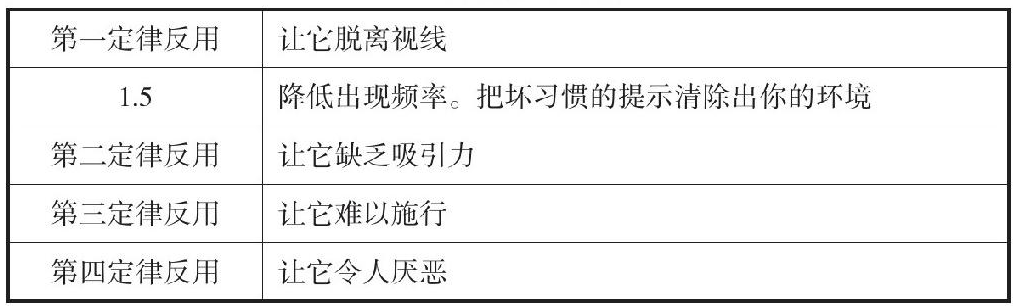 第一定律反用 让它脱离视线
1.5 降低出现频率。把坏习惯的提示清除出你的环境
第二定律反用 让它缺乏吸引力
第三定律反用 让它难以施行
第四定律反用 让它令人厌恶